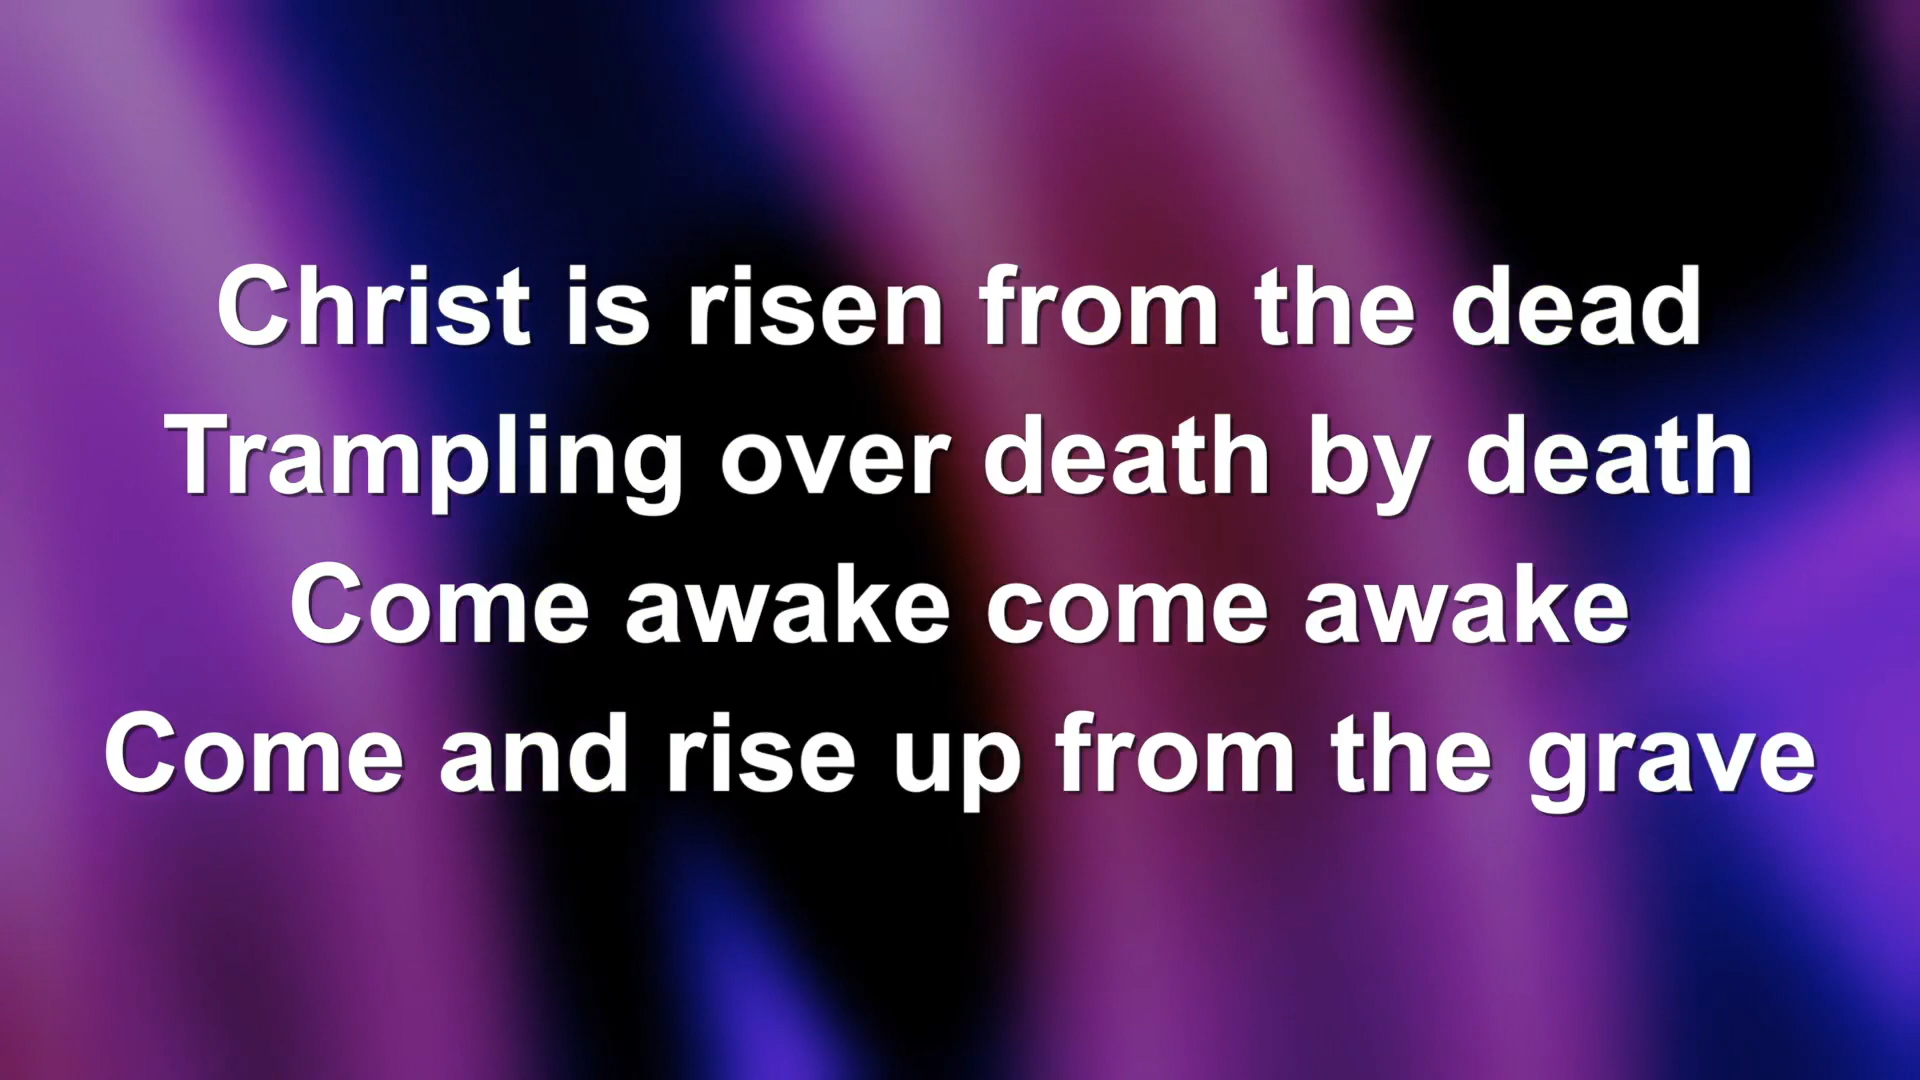 Christ is risen from the dead
Trampling over death by death
Come awake come awake
Come and rise up from the grave